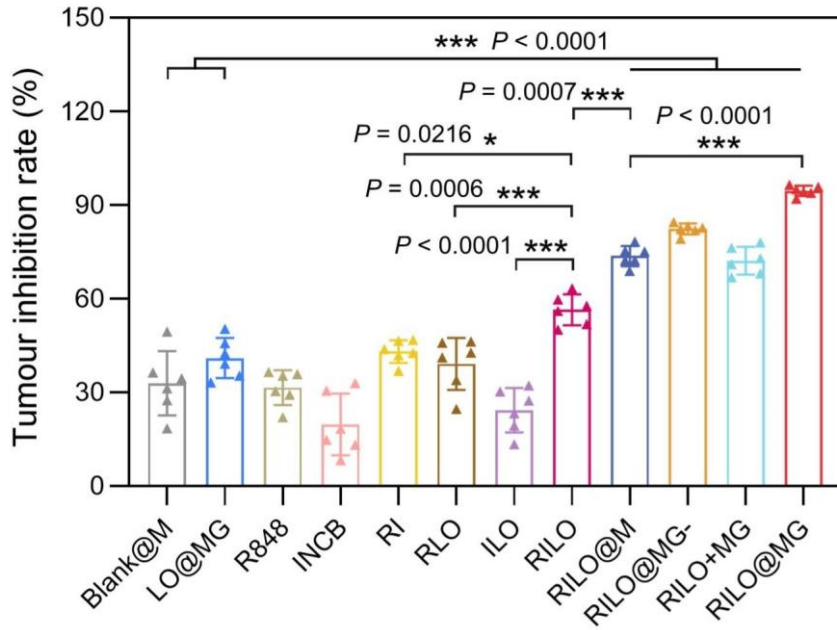 Tumour inhibition rate (%)
150
120
90
60
30
0
*** P < 0.0001
P = 0.0007 ***
P < 0.0001
***
P = 0.0216 *
P = 0.0006 ***
P < 0.0001 ***
Blank@M
LO@MG
R848
INCB
RI
RLO
ILO
RILO
RILO@M
RILO@MG-
RILO+MG
RILO@MG